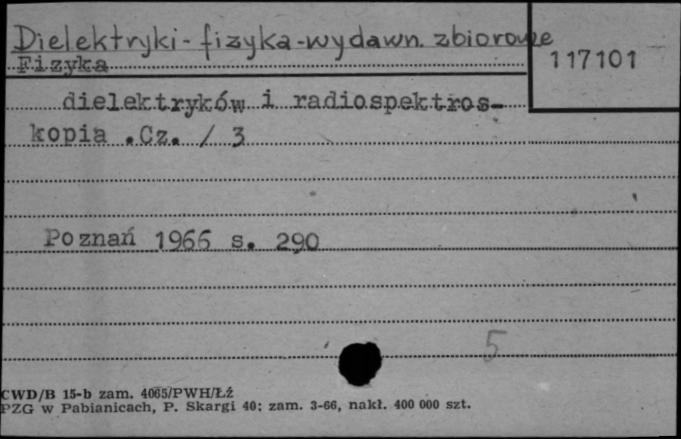 Dielektryki - fizyka - wydawn. zbiorowe
117101
Fizyka
dielektryków i radiospektros-
kopia .Cz. / 3
Poznań 1966 s. 290
5
CWD/B 15-b zam. 4065/PWH/Łź
PZG w Pabianicach, P. Skargi 40; zam. 3-66, nakł. 400 000 szt.